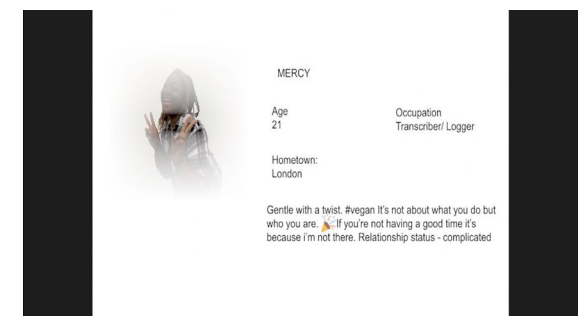 MERCY
Age
21
Occupation
Transcriber/ Logger
Hometown:
London
Gentle with a twist. #vegan It's not about what you do but
who you are. 🎉 If you're not having a good time it's
because i'm not there. Relationship status - complicated